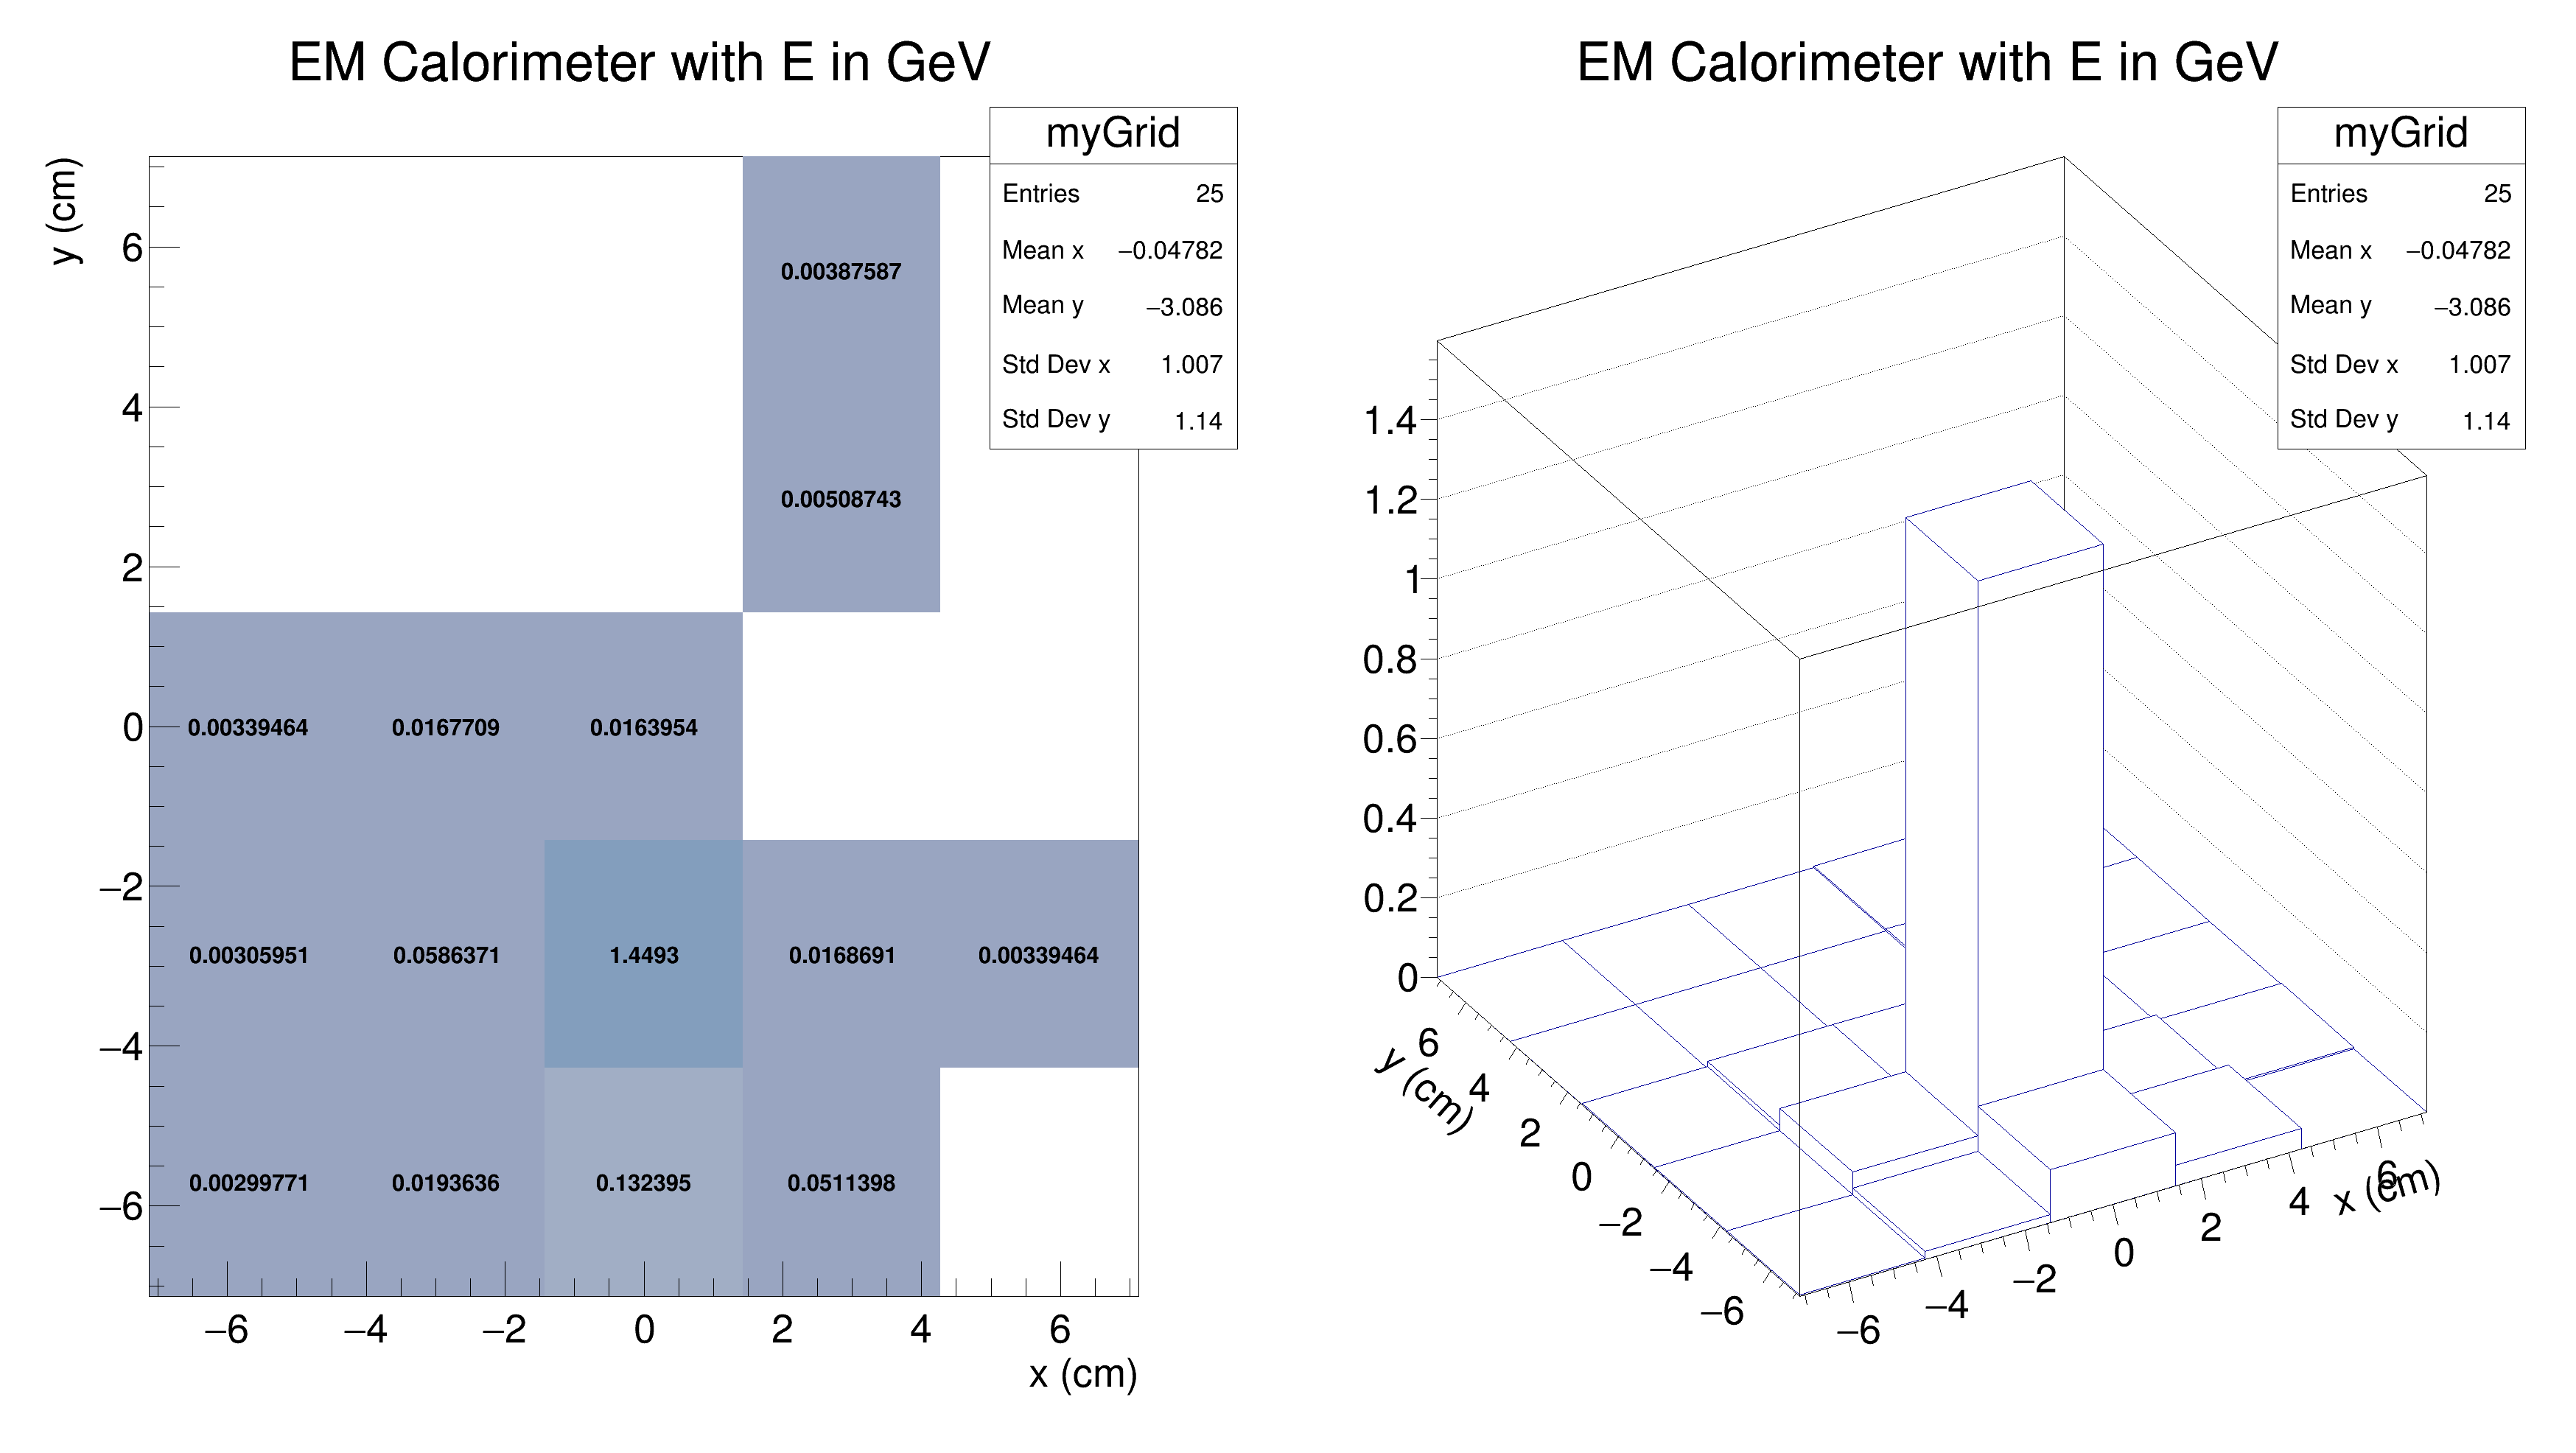 EM Calorimeter with E in GeV
myGrid
Entries 25
Mean x −0.04782
Mean y −3.086
Std Dev x 1.007
Std Dev y 1.14
y (cm)
6
4
2
0
−2
−4
−6
0.00387587
0.00508743
0.00339464 0.0167709 0.0163954
0.00305951 0.0586371 1.4493 0.0168691 0.00339464
0.00299771 0.0193636 0.132395 0.0511398
−6 −4 −2 0 2 4 6
x (cm)
EM Calorimeter with E in GeV
myGrid
Entries 25
Mean x −0.04782
Mean y −3.086
Std Dev x 1.007
Std Dev y 1.14
1.4
1.2
1
0.8
0.6
0.4
0.2
0
y (cm)
6
4
2
0
−2
−4
−6
−6
−4
−2
0
2
4
6
x (cm)